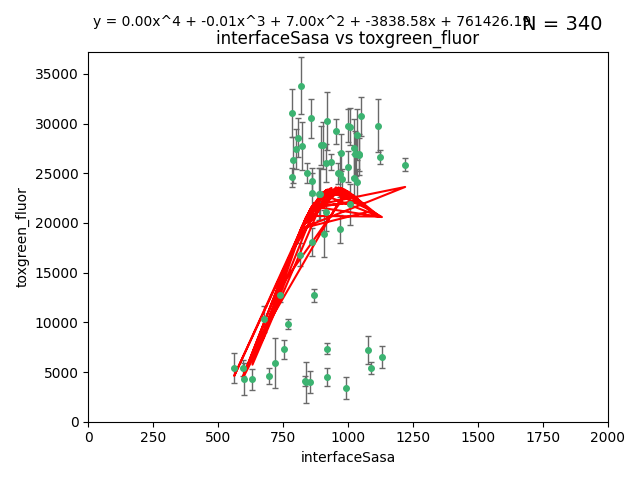 y = 0.00x^4 + -0.01x^3 + 7.00x^2 + -3838.58x + 761426.19
N = 340
interfaceSasa vs toxgreen_fluor
35000
30000
25000
20000
15000
10000
5000
0
toxgreen_fluor
0 250 500 750 1000 1250 1500 1750 2000
interfaceSasa